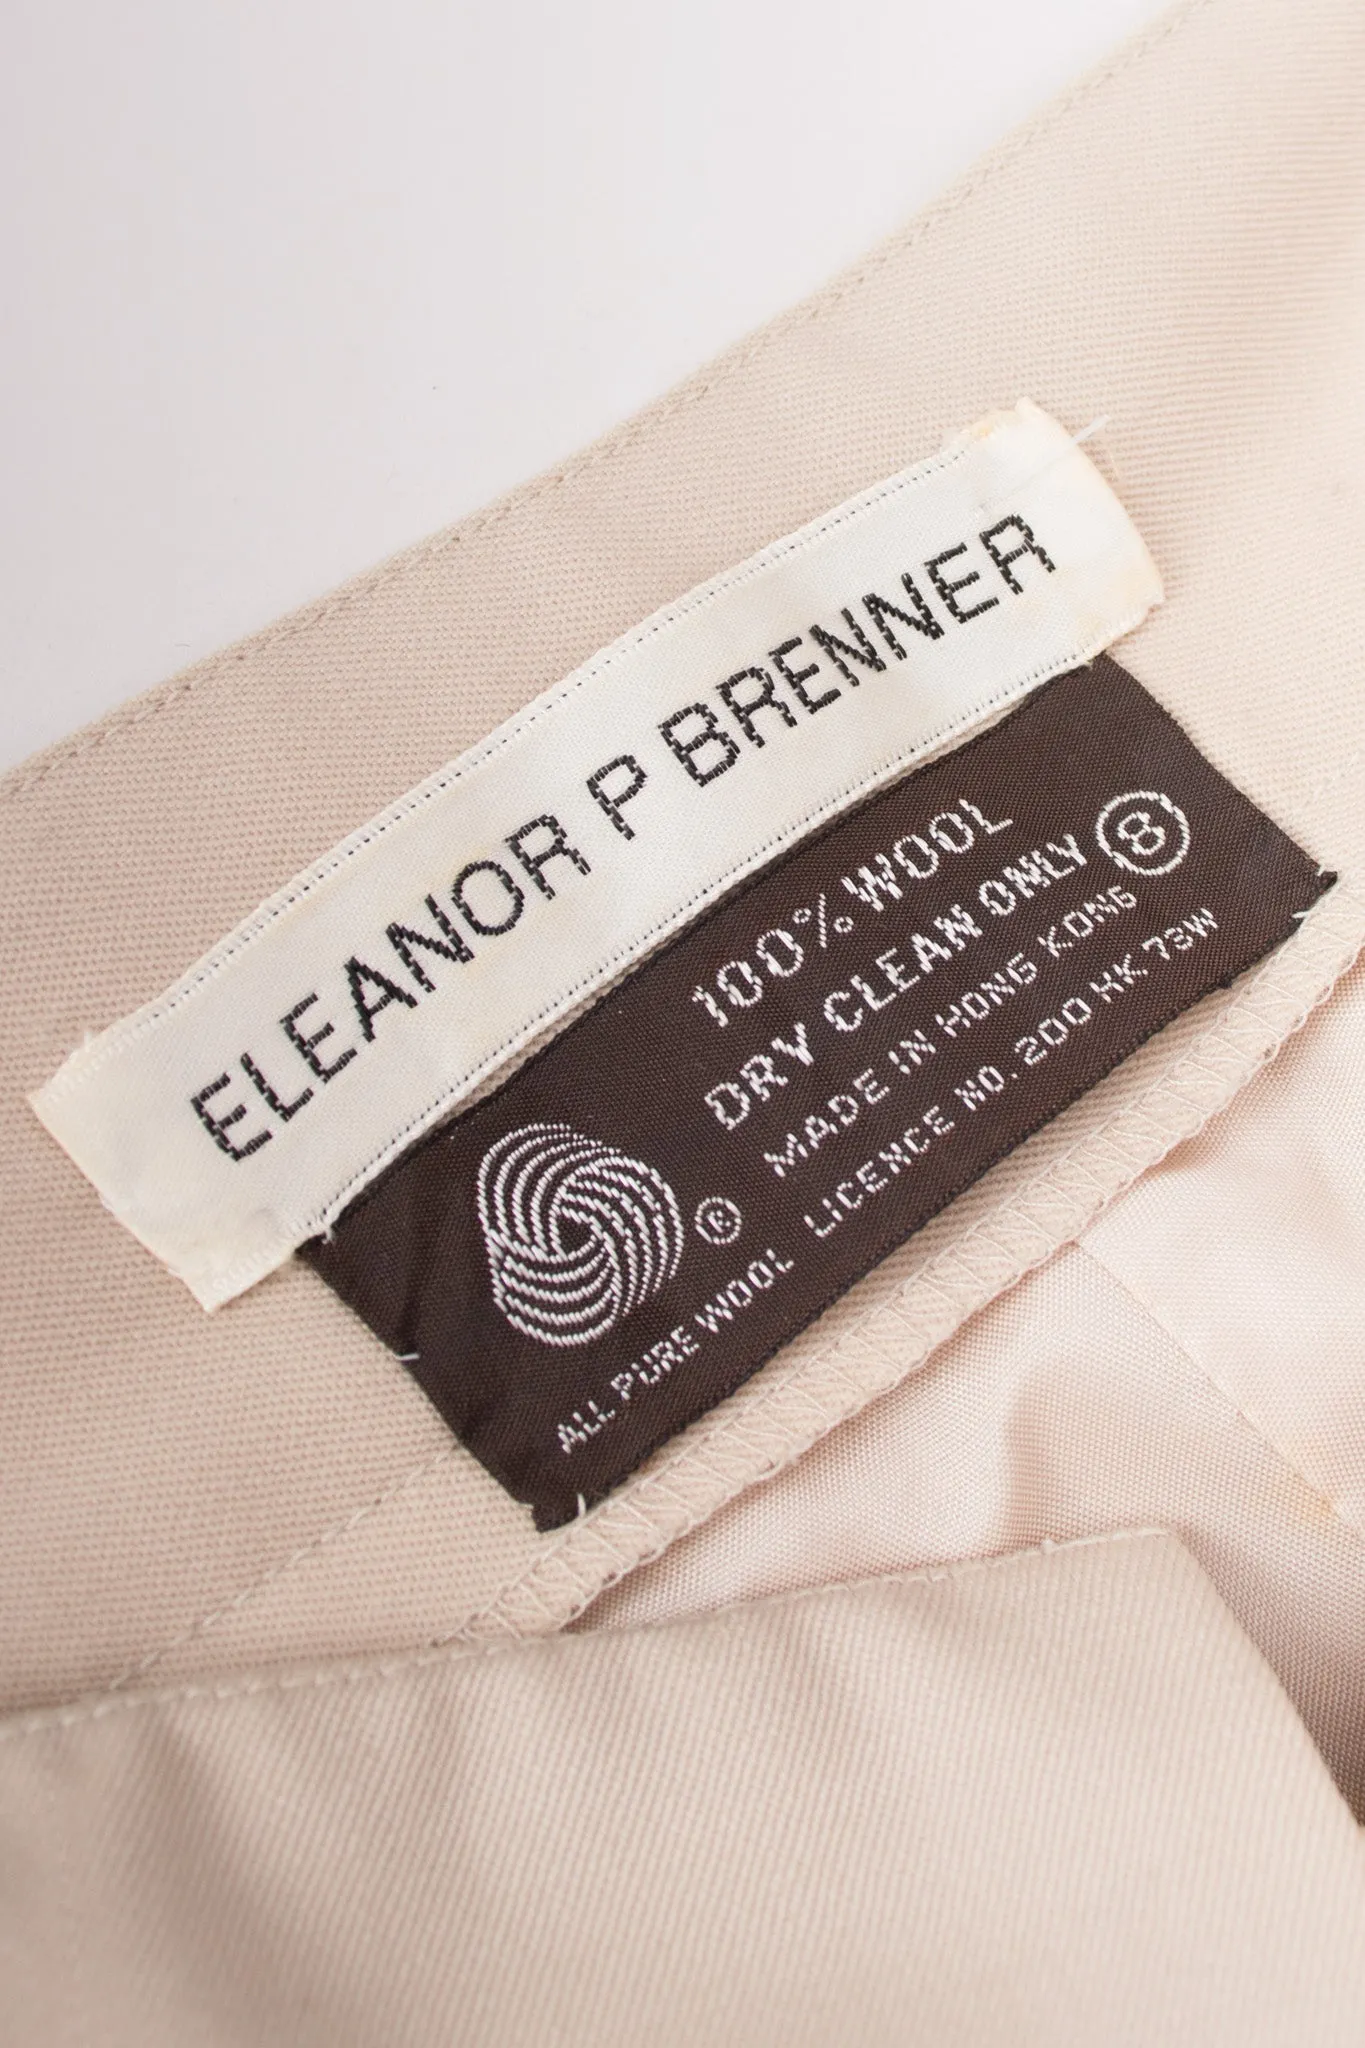 ELEANOR P BRENNER
100% WOOL
DRY CLEAN ONLY 8
MADE IN HONG KONG
LICENCE NO. 200 HK 73W
®
ALL PURE WOOL